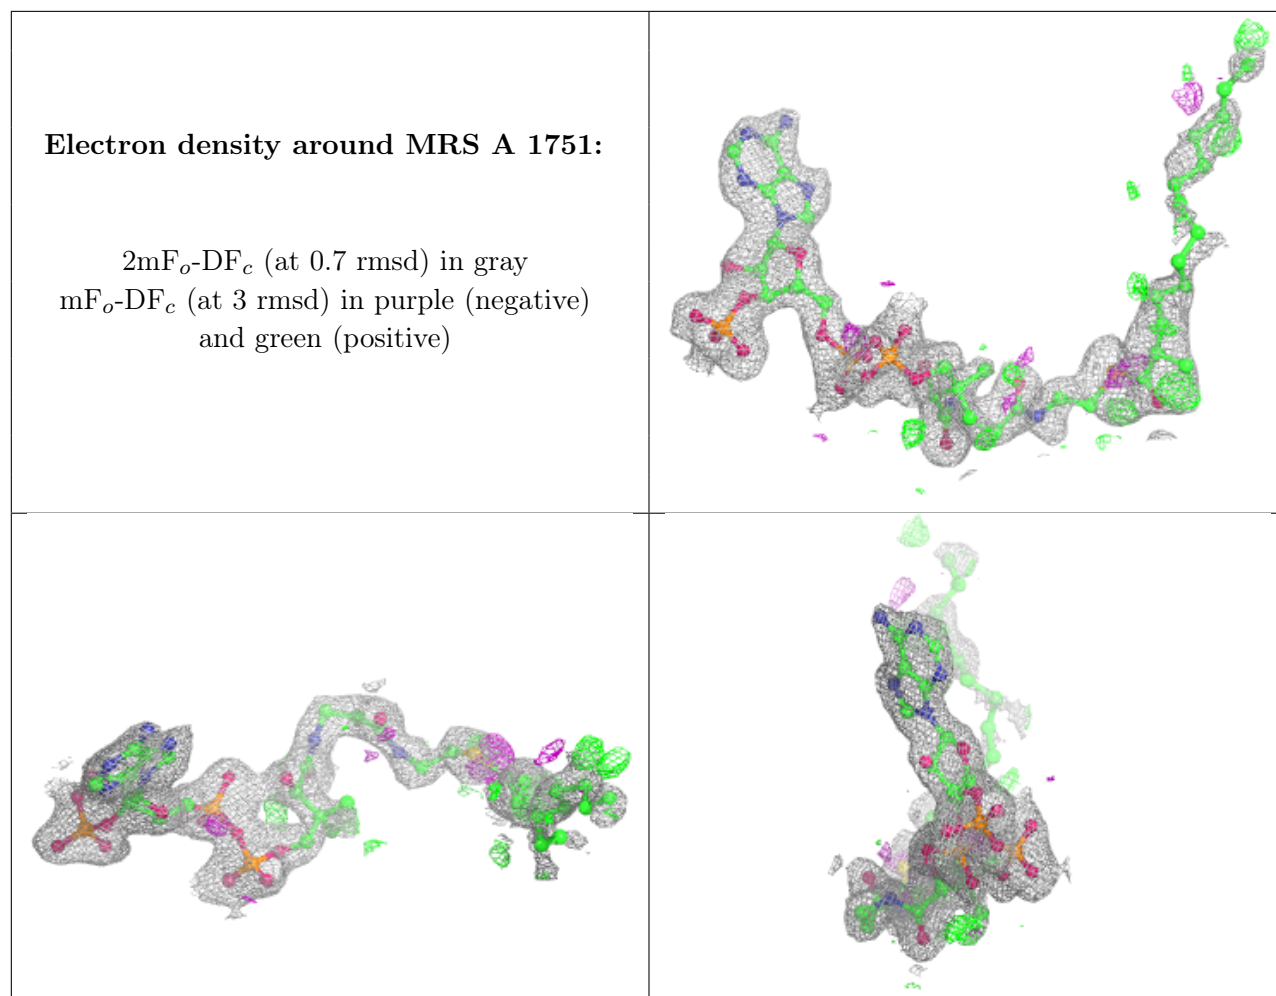 Electron density around MRS A 1751:
2mFo-DFc (at 0.7 rmsd) in gray
mFo-DFc (at 3 rmsd) in purple (negative)
and green (positive)